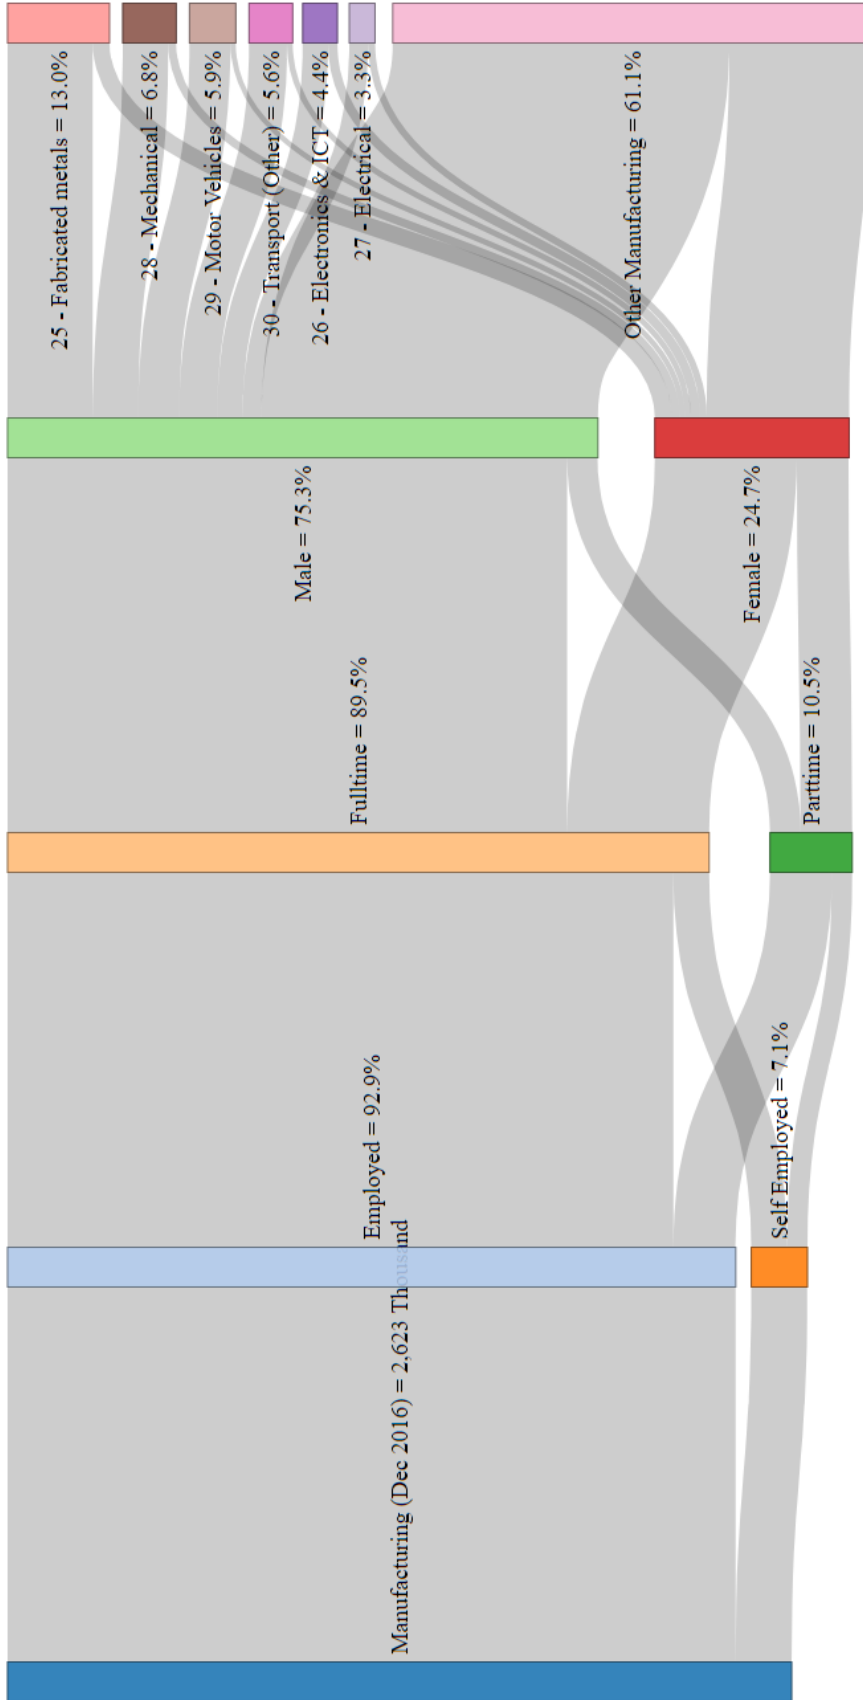 Manufacturing (Dec 2016) = 2,623 Thousand
Employed = 92.9%
Self Employed = 7.1%
Fulltime = 89.5%
Parttime = 10.5%
Male = 75.3%
Female = 24.7%
25 - Fabricated metals = 13.0%
28 - Mechanical = 6.8%
29 - Motor Vehicles = 5.9%
30 - Transport (Other) = 5.6%
26 - Electronics & ICT = 4.4%
27 - Electrical = 3.3%
Other Manufacturing = 61.1%